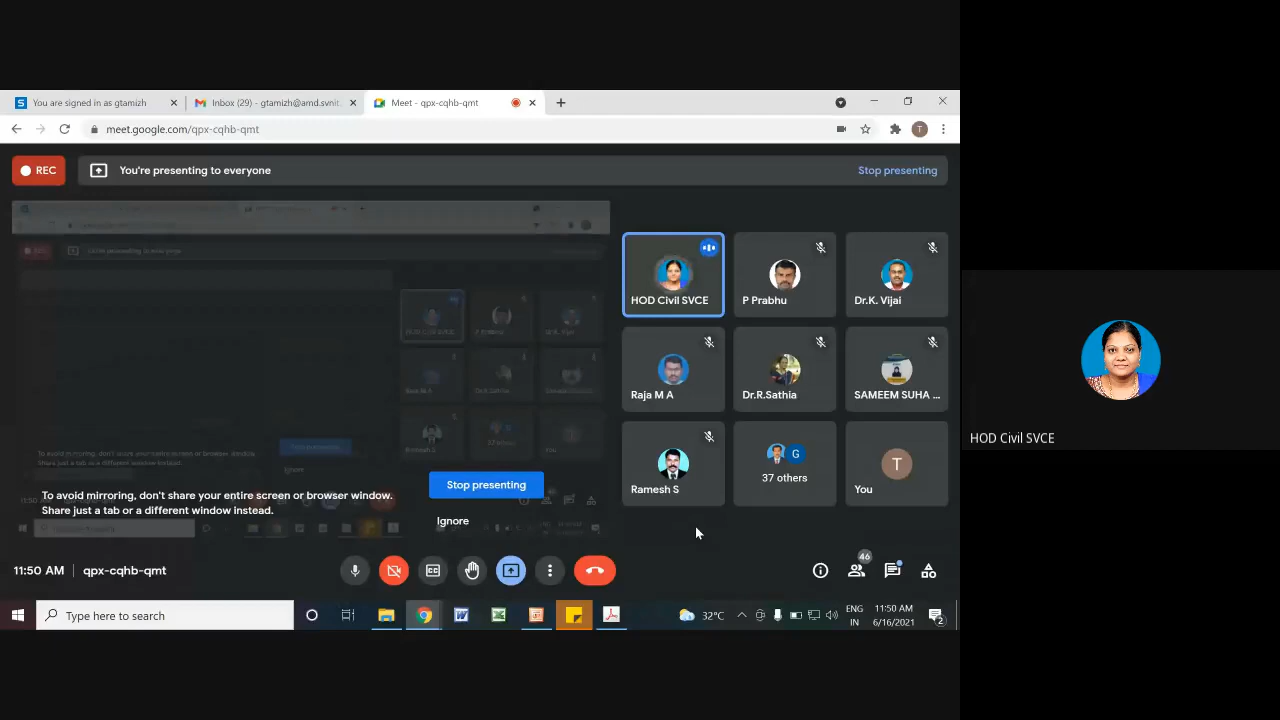 You are signed in as gtamizh
Inbox (29) - gtamizh@amd.svnit.
Meet - qpx-cqhb-qmt
meet.google.com/qpx-cqhb-qmt
T
REC
You're presenting to everyone
Stop presenting
HOD Civil SVCE
P Prabhu
Dr.K. Vijai
Raja M A
Dr.R.Sathia
SAMEEM SUHA ...
Ramesh S
G
37 others
T
You
To avoid mirroring, don't share your entire screen or browser window.
Share just a tab or a different window instead.
Stop presenting
Ignore
11:50 AM | qpx-cqhb-qmt
46
Type here to search
32°C
ENG
IN
11:50 AM
6/16/2021
2
HOD Civil SVCE